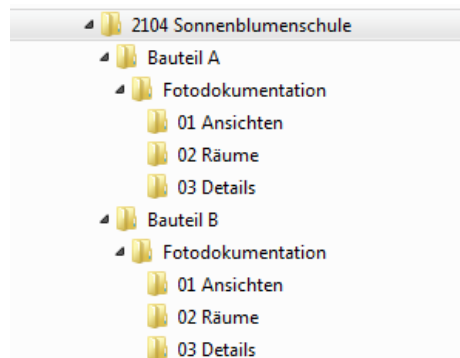 2104 Sonnenblumenschule
Bauteil A
Fotodokumentation
01 Ansichten
02 Räume
03 Details
Bauteil B
Fotodokumentation
01 Ansichten
02 Räume
03 Details